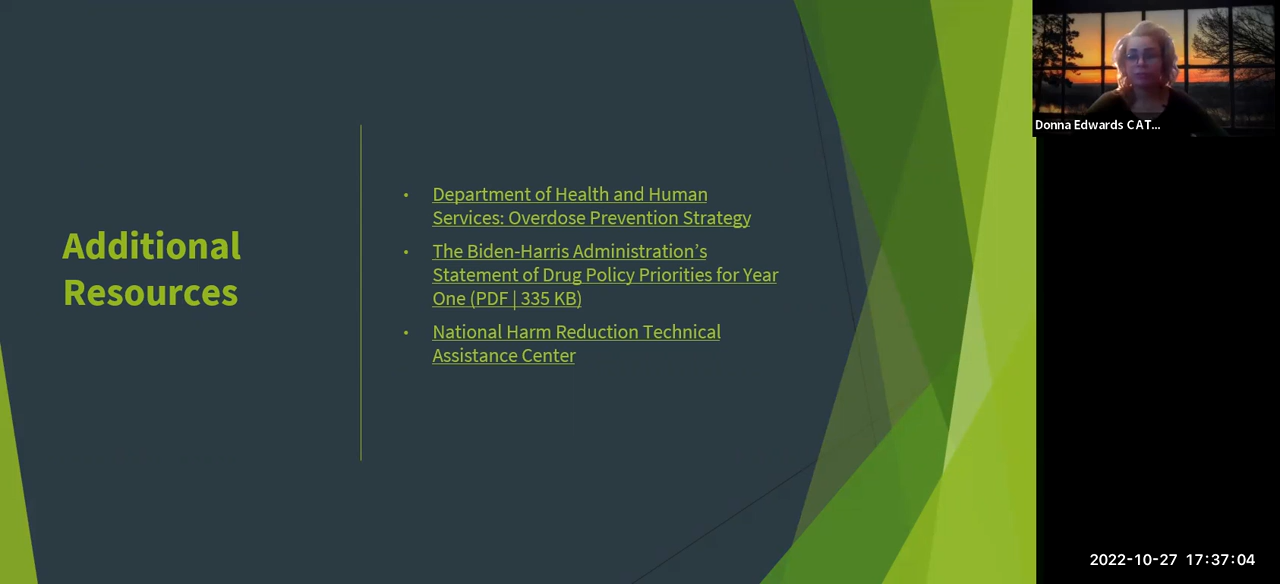 Additional
Resources
• Department of Health and Human
Services: Overdose Prevention Strategy
• The Biden-Harris Administration’s
Statement of Drug Policy Priorities for Year
One (PDF | 335 KB)
• National Harm Reduction Technical
Assistance Center
Donna Edwards CAT...
2022-10-27 17:37:04